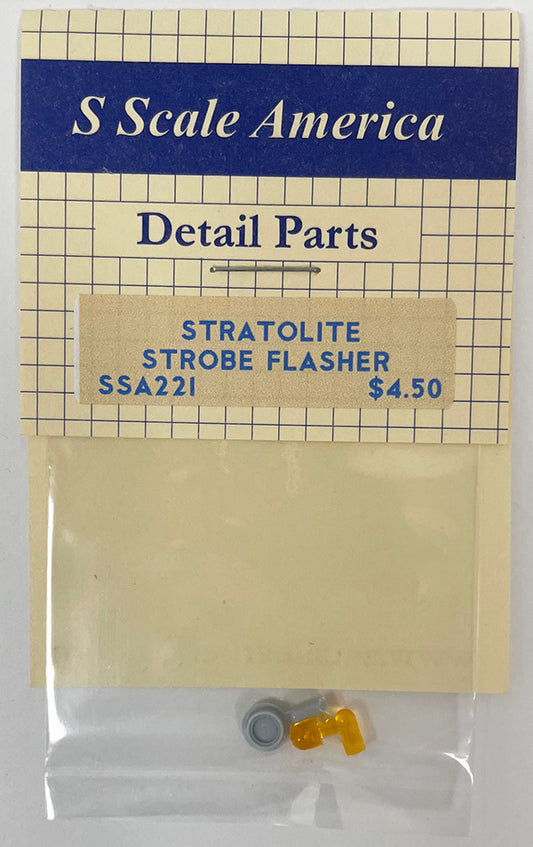 S Scale America
Detail Parts
STRATOLITE
STROBE FLASHER
SSA221 $4.50